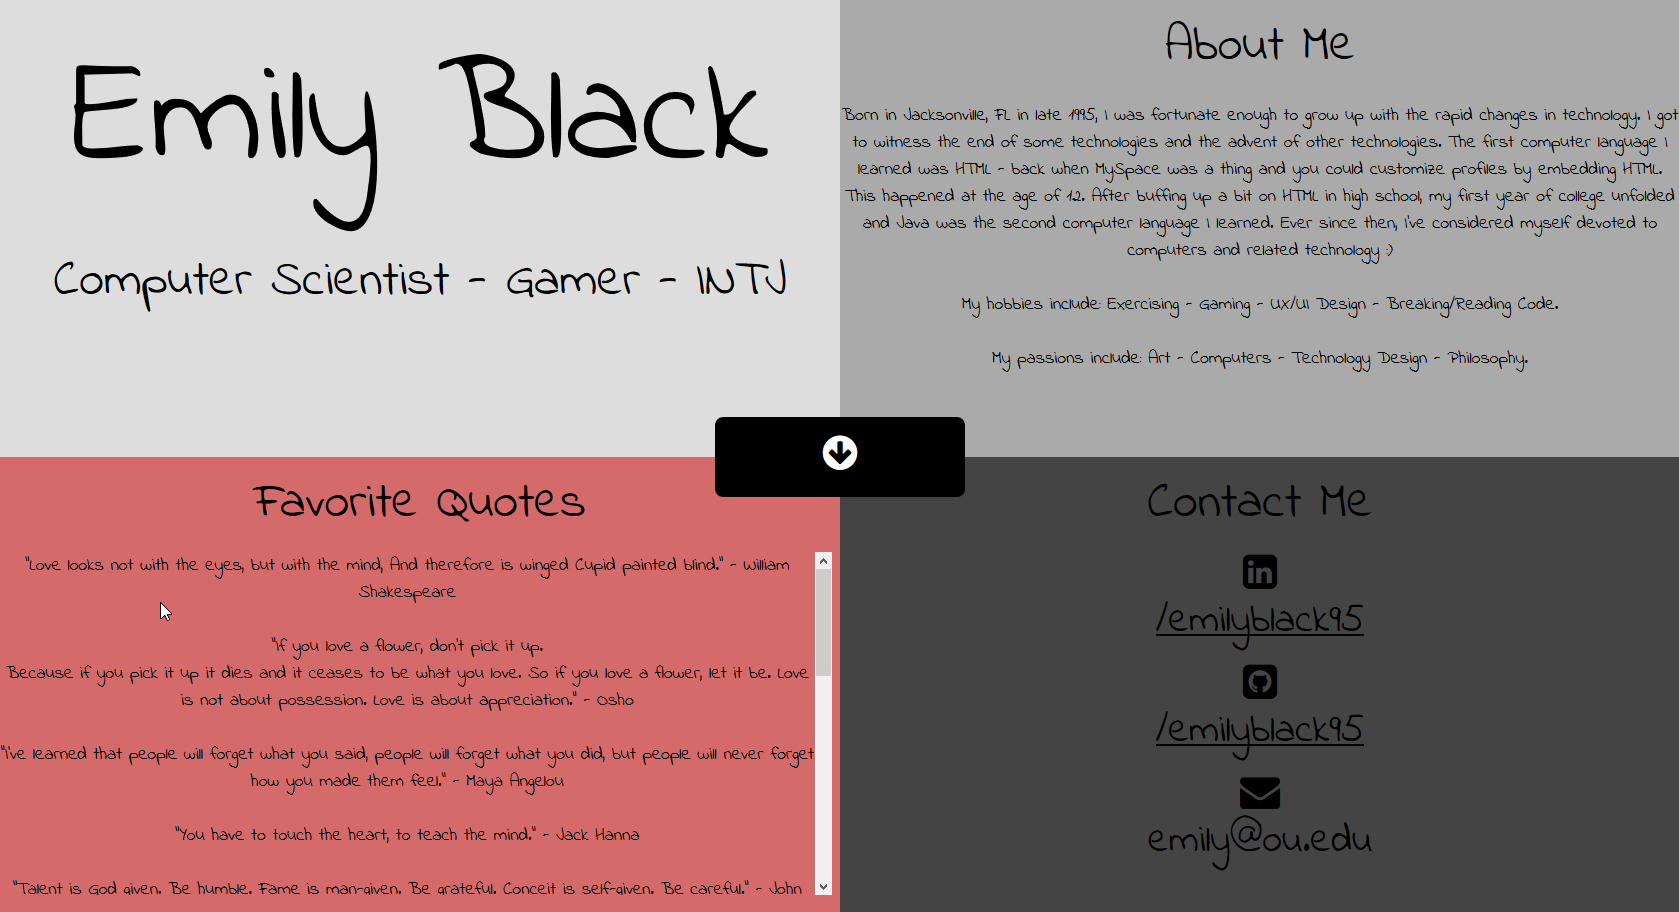 Emily Black
Computer Scientist - Gamer - INTJ
About Me
Born in Jacksonville, FL in late 1995, I was fortunate enough to grow up with the rapid changes in technology. I got
to witness the end of some technologies and the advent of other technologies. The first computer language I
learned was HTML - back when MySpace was a thing and you could customize profiles by embedding HTML.
This happened at the age of 12. After buffing up a bit on HTML in high school, my first year of college unfolded
and Java was the second computer language I learned. Ever since then, I've considered myself devoted to
computers and related technology :)
My hobbies include: Exercising - Gaming - UX/UI Design - Breaking/Reading Code.
My passions include: Art - Computers - Technology Design - Philosophy.
Favorite Quotes
"Love looks not with the eyes, but with the mind, And therefore is winged Cupid painted blind." - William
Shakespeare
"If you love a flower, don't pick it up.
Because if you pick it up it dies and it ceases to be what you love. So if you love a flower, let it be. Love
is not about possession. Love is about appreciation." - Osho
"I've learned that people will forget what you said, people will forget what you did, but people will never forget
how you made them feel." - Maya Angelou
"You have to touch the heart, to teach the mind." - Jack Hanna
"Talent is God given. Be humble. Fame is man-given. Be grateful. Conceit is self-given. Be careful." - John
Contact Me
in
/emilyblack95
/emilyblack95
emily@ou.edu